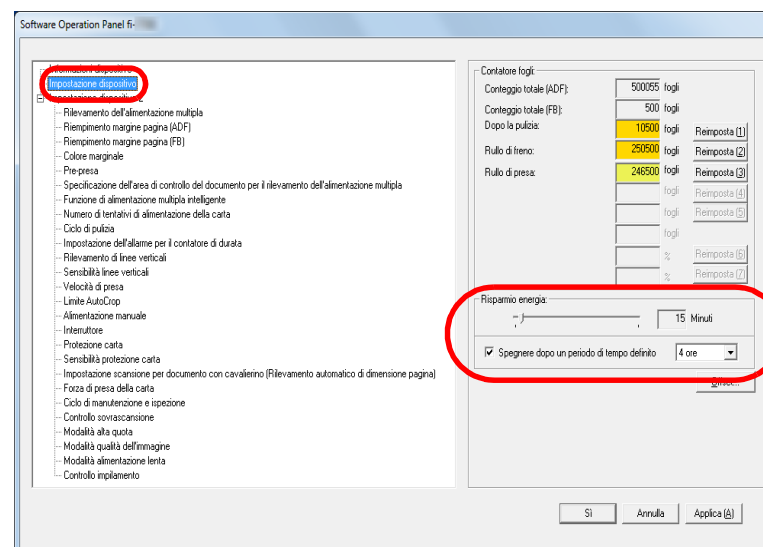 Software Operation Panel fi-
Informazioni dispositivo
Impostazione dispositivo
Impostazione dispositivo 2
Rilevamento dell'alimentazione multipla
Riempimento margine pagina (ADF)
Riempimento margine pagina (FB)
Colore marginale
Pre-presa
Specificazione dell'area di controllo del documento per il rilevamento dell'alimentazione multipla
Funzione di alimentazione multipla intelligente
Numero di tentativi di alimentazione della carta
Ciclo di pulizia
Impostazione dell'allarme per il contatore di durata
Rilevamento di linee verticali
Sensibilità linee verticali
Velocità di presa
Limite AutoCrop
Alimentazione manuale
Interruttore
Protezione carta
Sensibilità protezione carta
Impostazione scansione per documento con cavalierino (Rilevamento automatico di dimensione pagina)
Forza di presa della carta
Ciclo di manutenzione e ispezione
Controllo sovrascansione
Modalità alta quota
Modalità qualità dell'immagine
Modalità alimentazione lenta
Controllo impilamento
Contatore fogli:
Conteggio totale (ADF): 500055 fogli
Conteggio totale (FB): 500 fogli
Dopo la pulizia: 10500 fogli Reimposta (1)
Rullo di freno: 250500 fogli Reimposta (2)
Rullo di presa: 246500 fogli Reimposta (3)
fogli Reimposta (4)
fogli Reimposta (5)
fogli
% Reimposta (6)
% Reimposta (7)
Risparmio energia:
15 Minuti
Spegnere dopo un periodo di tempo definito 4 ore
Offset...
Sì Annulla Applica (A)